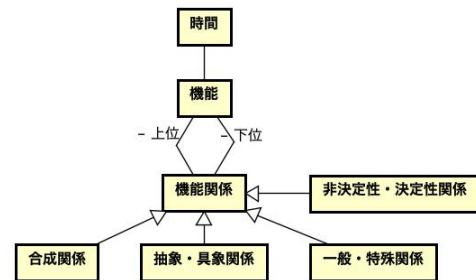 時間
機能
- 上位
- 下位
機能関係
非決定性・決定性関係
合成関係
抽象・具象関係
一般・特殊関係